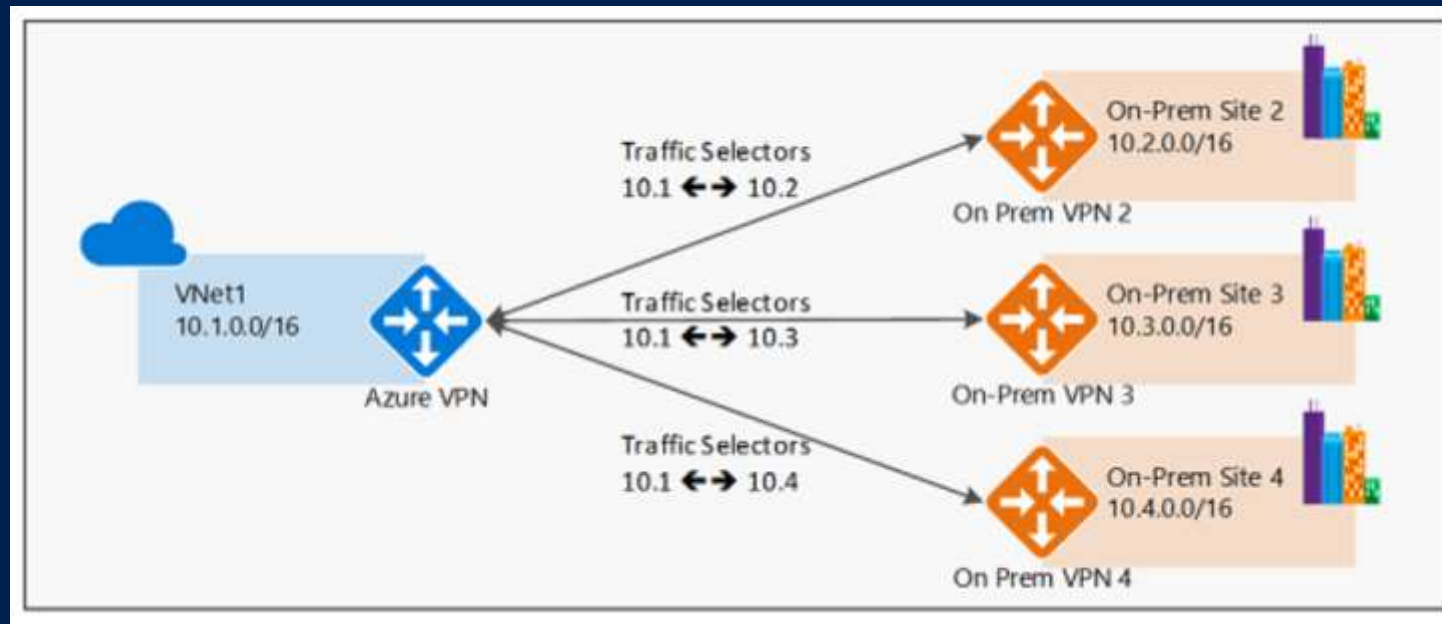 On-Prem Site 2
10.2.0.0/16
Traffic Selectors
10.1 ←→ 10.2
On Prem VPN 2
VNet1
10.1.0.0/16
Azure VPN
Traffic Selectors
10.1 ←→ 10.3
On-Prem Site 3
10.3.0.0/16
On-Prem VPN 3
Traffic Selectors
10.1 ←→ 10.4
On-Prem Site 4
10.4.0.0/16
On Prem VPN 4